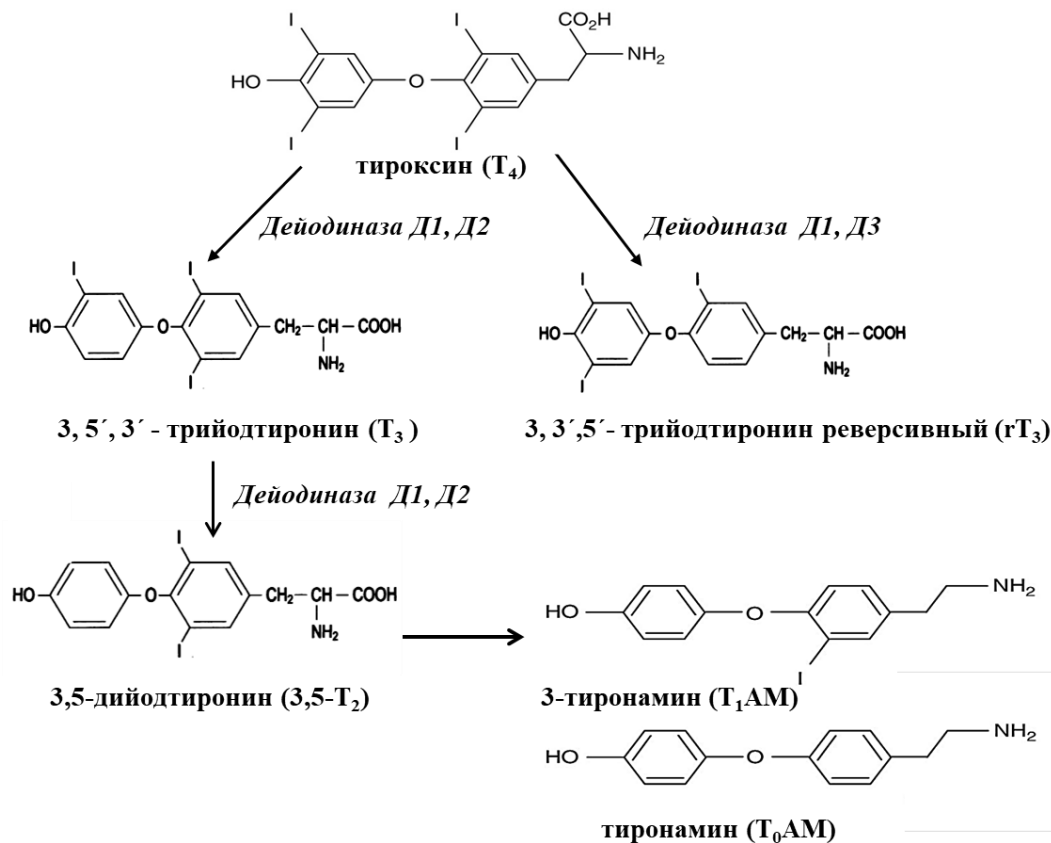 I
I
CO₂H
NH₂
HO
O
I
I
тироксин (T₄)
Дейодиназа Д1, Д2
Дейодиназа Д1, Д3
I
I
HO
O
CH₂
CH
COOH
NH₂
I
I
I
HO
O
CH₂
CH
COOH
NH₂
I
3, 5´, 3´ - трийодтиронин (T₃ )
3, 3´,5´- трийодтиронин реверсивный (rT₃)
Дейодиназа Д1, Д2
I
HO
O
CH₂
CH
COOH
NH₂
I
NH₂
HO
O
I
3,5-дийодтиронин (3,5-T₂)
3-тиронамин (T₁AM)
NH₂
HO
O
тиронамин (T₀AM)